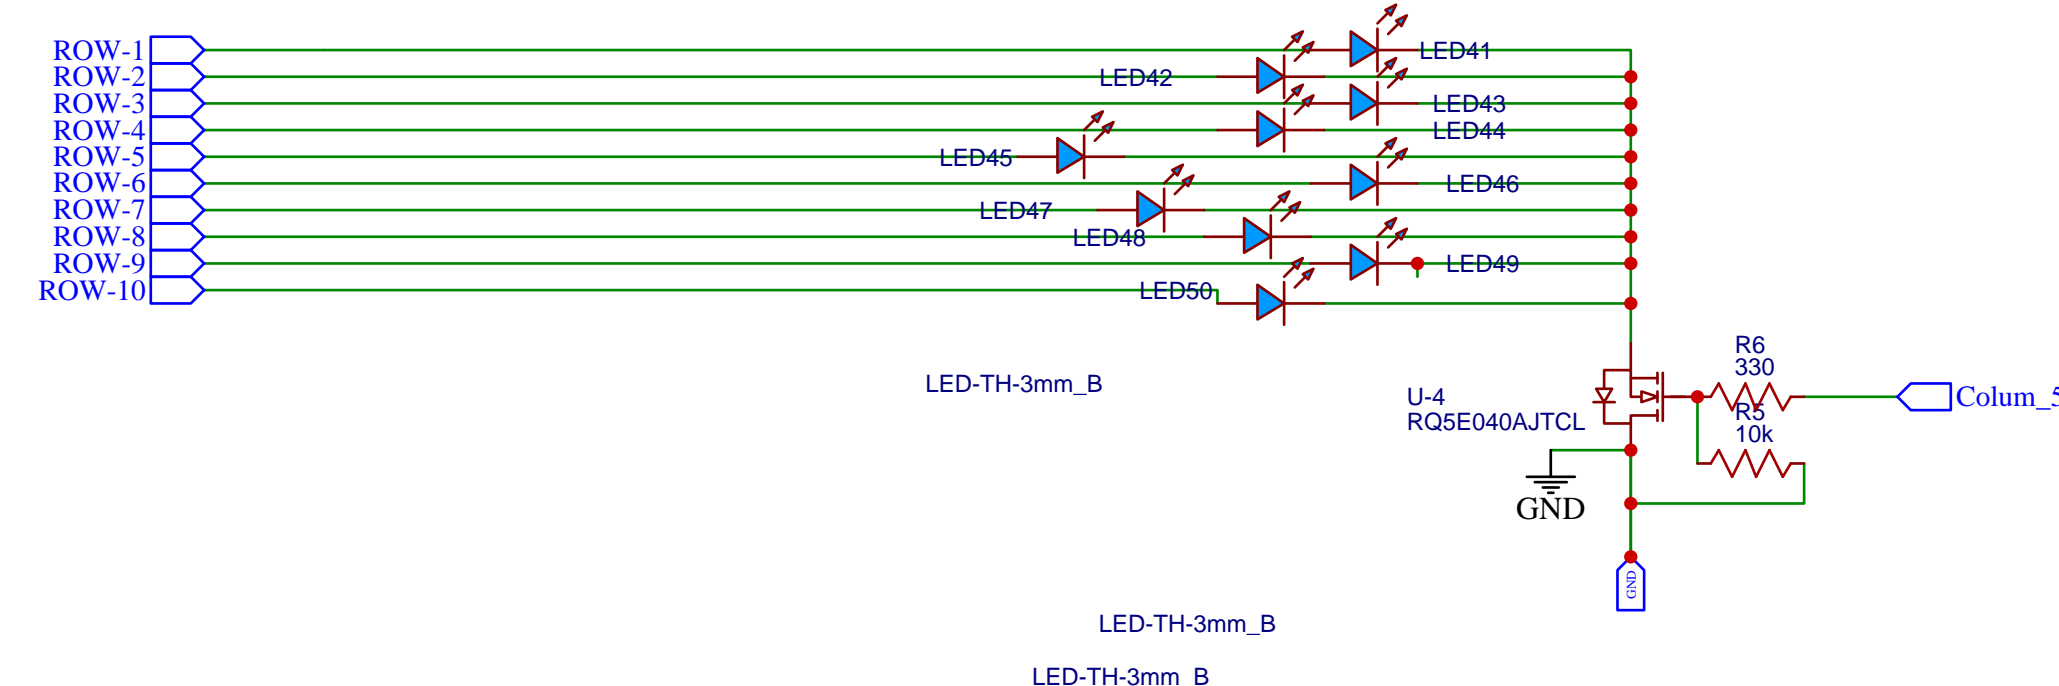 ROW-1
LED41
ROW-2
LED42
ROW-3
LED43
ROW-4
LED44
ROW-5
LED45
ROW-6
LED46
ROW-7
LED47
ROW-8
LED48
ROW-9
LED49
ROW-10
LED50
R6
330
LED-TH-3mm_B
U-4
RQ5E040AJTCL
Colum_5
R5
10k
GND
GND
LED-TH-3mm_B
LED-TH-3mm_B